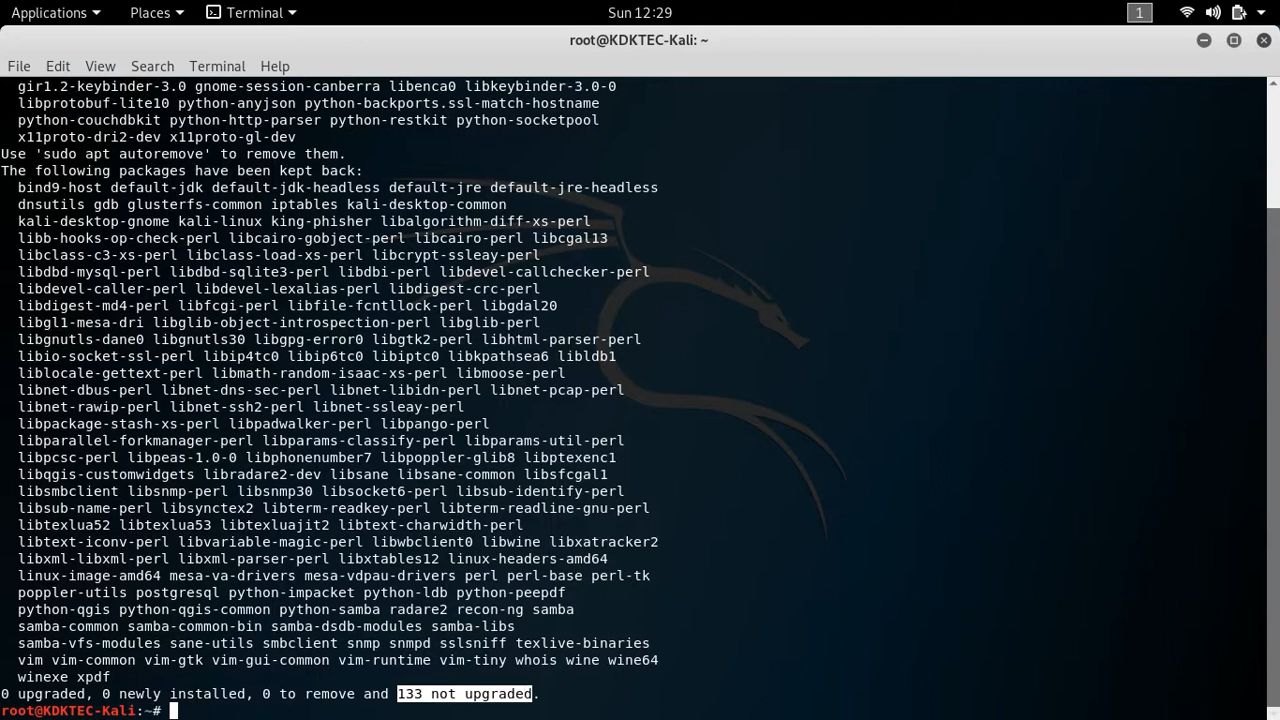 Applications Places Terminal Sun 12:29 1
root@KDKTEC-Kali: ~
File Edit View Search Terminal Help
gir1.2-keybinder-3.0 gnome-session-canberra libenca0 libkeybinder-3.0-0
libprotobuf-lite10 python-anyjson python-backports.ssl-match-hostname
python-couchdbkit python-http-parser python-restkit python-socketpool
x11proto-dri2-dev x11proto-gl-dev
Use 'sudo apt autoremove' to remove them.
The following packages have been kept back:
bind9-host default-jdk default-jdk-headless default-jre default-jre-headless
dnsutils gdb glusterfs-common iptables kali-desktop-common
kali-desktop-gnome kali-linux king-phisher libalgorithm-diff-xs-perl
libb-hooks-op-check-perl libcairo-gobject-perl libcairo-perl libcgal13
libclass-c3-xs-perl libclass-load-xs-perl libcrypt-ssleay-perl
libdbd-mysql-perl libdbd-sqlite3-perl libdbi-perl libdevel-callchecker-perl
libdevel-caller-perl libdevel-lexalias-perl libdigest-crc-perl
libdigest-md4-perl libfcgi-perl libfile-fcntllock-perl libgdal20
libgl1-mesa-dri libglib-object-introspection-perl libglib-perl
libgnutls-dane0 libgnutls30 libgpg-error0 libgtk2-perl libhtml-parser-perl
libio-socket-ssl-perl libip4tc0 libip6tc0 libiptc0 libkpathsea6 libldb1
liblocale-gettext-perl libmath-random-isaac-xs-perl libmoose-perl
libnet-dbus-perl libnet-dns-sec-perl libnet-libidn-perl libnet-pcap-perl
libnet-rawip-perl libnet-ssh2-perl libnet-ssleay-perl
libpackage-stash-xs-perl libpadwalker-perl libpango-perl
libparallel-forkmanager-perl libparams-classify-perl libparams-util-perl
libpcsc-perl libpeas-1.0-0 libphonenumber7 libpoppler-glib8 libptexenc1
libqgis-customwidgets libradare2-dev libsane libsane-common libsfcgal1
libsmbclient libsnmp-perl libsnmp30 libsocket6-perl libsub-identify-perl
libsub-name-perl libsynctex2 libterm-readkey-perl libterm-readline-gnu-perl
libtexlua52 libtexlua53 libtexluajit2 libtext-charwidth-perl
libtext-iconv-perl libvariable-magic-perl libwbclient0 libwine libxatracker2
libxml-libxml-perl libxml-parser-perl libxtables12 linux-headers-amd64
linux-image-amd64 mesa-va-drivers mesa-vdpau-drivers perl perl-base perl-tk
poppler-utils postgresql python-impacket python-ldb python-peepdf
python-qgis python-qgis-common python-samba radare2 recon-ng samba
samba-common samba-common-bin samba-dsdb-modules samba-libs
samba-vfs-modules sane-utils smbclient snmp snmpd sslsniff texlive-binaries
vim vim-common vim-gtk vim-gui-common vim-runtime vim-tiny whois wine wine64
winexe xpdf
0 upgraded, 0 newly installed, 0 to remove and 133 not upgraded.
root@KDKTEC-Kali:~#